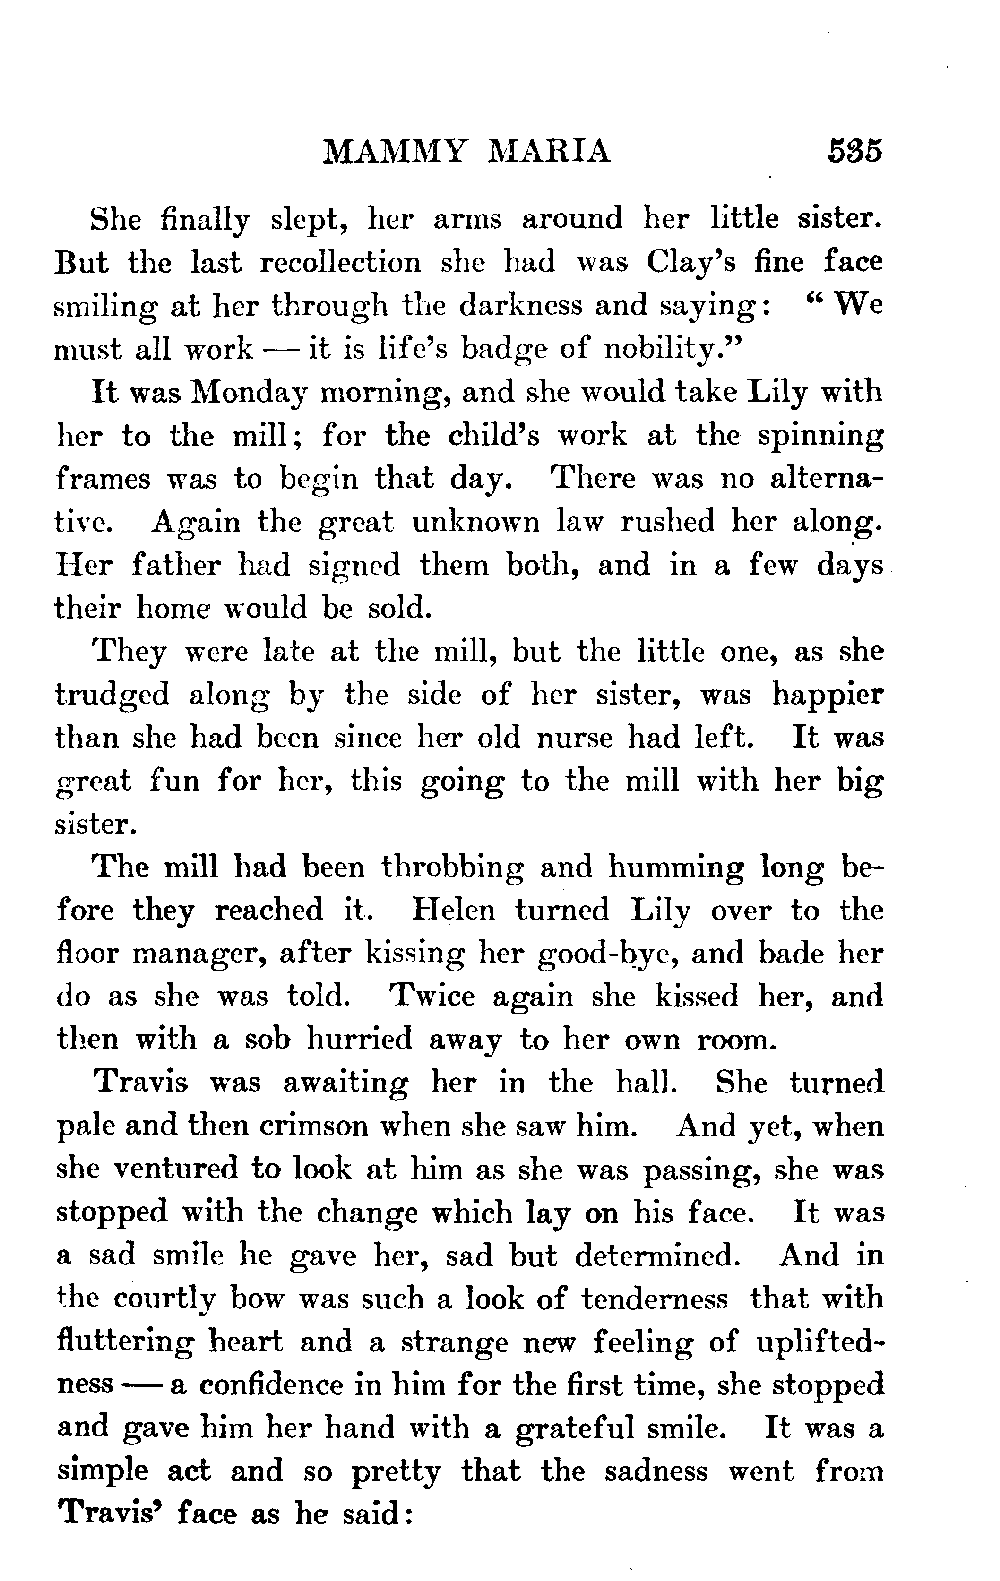 MAMMY MARIA 535
She finally slept, her arms around her little sister.
But the last recollection she had was Clay's fine face
smiling at her through the darkness and saying: “ We
must all work — it is life's badge of nobility.”
It was Monday morning, and she would take Lily with
her to the mill; for the child's work at the spinning
frames was to begin that day. There was no alterna-
tive. Again the great unknown law rushed her along.
Her father had signed them both, and in a few days
their home would be sold.
They were late at the mill, but the little one, as she
trudged along by the side of her sister, was happier
than she had been since her old nurse had left. It was
great fun for her, this going to the mill with her big
sister.
The mill had been throbbing and humming long be-
fore they reached it. Helen turned Lily over to the
floor manager, after kissing her good-bye, and bade her
do as she was told. Twice again she kissed her, and
then with a sob hurried away to her own room.
Travis was awaiting her in the hall. She turned
pale and then crimson when she saw him. And yet, when
she ventured to look at him as she was passing, she was
stopped with the change which lay on his face. It was
a sad smile he gave her, sad but determined. And in
the courtly bow was such a look of tenderness that with
fluttering heart and a strange new feeling of uplifted-
ness — a confidence in him for the first time, she stopped
and gave him her hand with a grateful smile. It was a
simple act and so pretty that the sadness went from
Travis' face as he said: